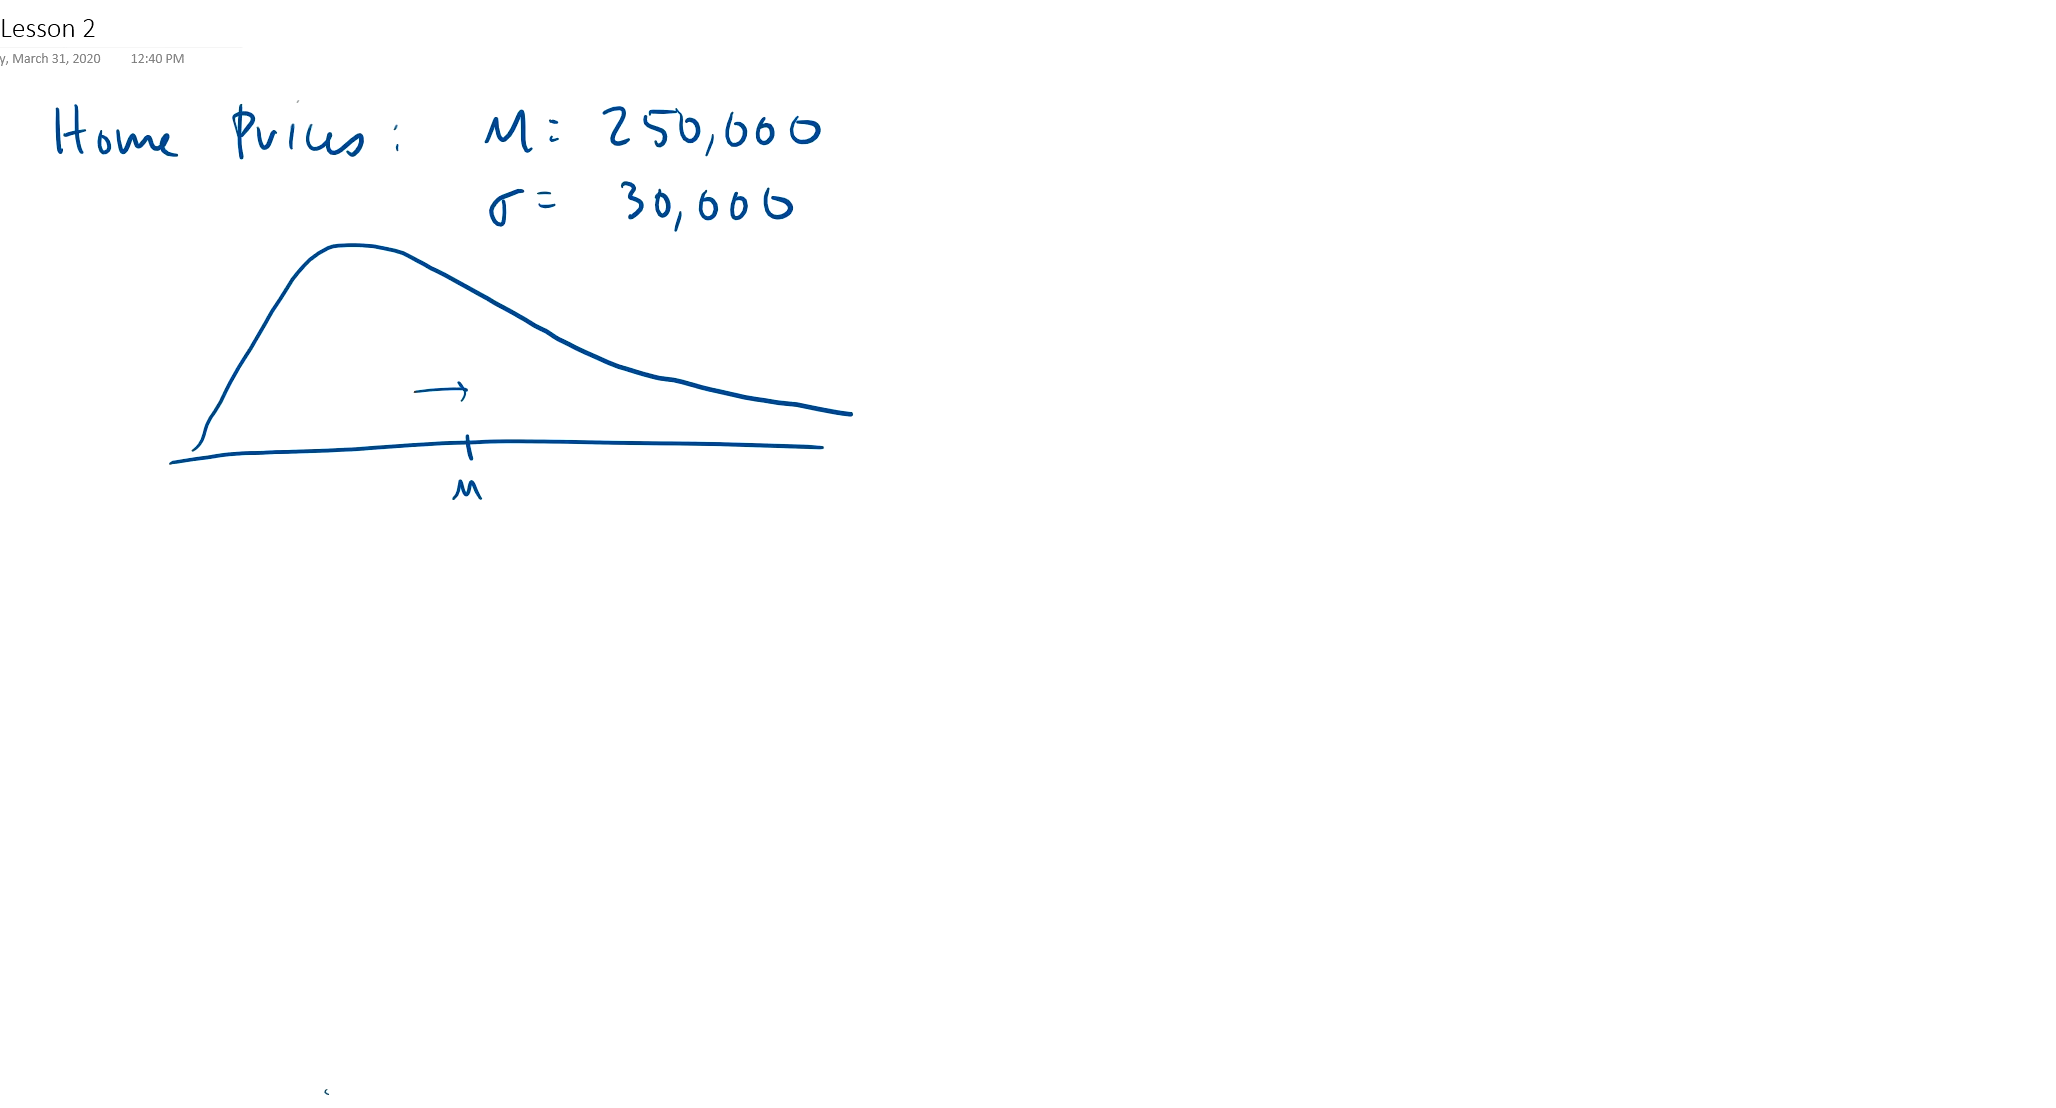 Lesson 2
y, March 31, 2020 12:40 PM
Home Prices: μ = 250,000
σ = 30,000
μ